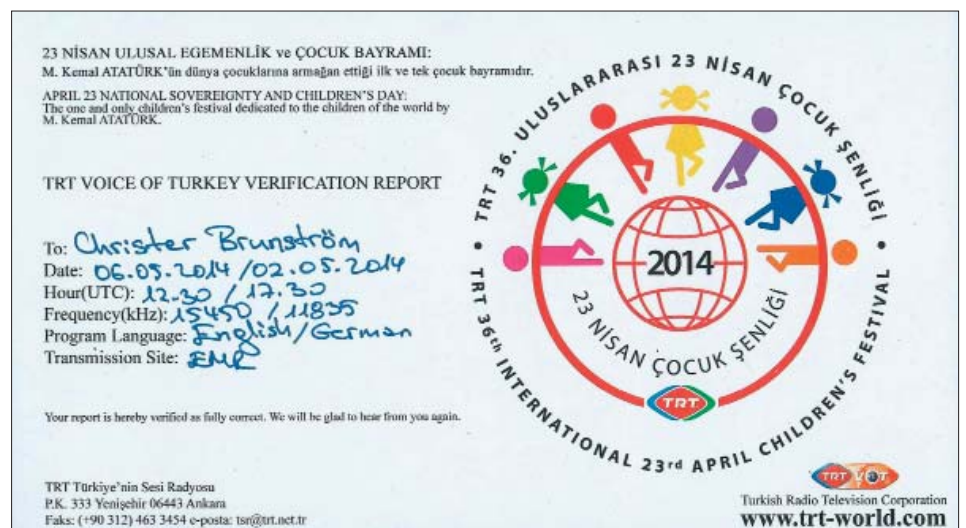 23 NİSAN ULUSAL EGEMENLİK ve ÇOCUK BAYRAMI:
M. Kemal ATATÜRK'ün dünya çocuklarına armağan ettiği ilk ve tek çocuk bayramıdır.
APRIL 23 NATIONAL SOVEREIGNTY AND CHILDREN'S DAY:
The one and only children's festival dedicated to the children of the world by
M. Kemal ATATÜRK.
TRT VOICE OF TURKEY VERIFICATION REPORT
To: Christer Brunström
Date: 06.05.2014 / 02.05.2014
Hour(UTC): 12.30 / 17.30
Frequency(kHz): 15450 / 11835
Program Language: English/German
Transmission Site: EMR
Your report is hereby verified as fully correct. We will be glad to hear from you again.
TRT Türkiye'nin Sesi Radyosu
P.K. 333 Yenişehir 06443 Ankara
Faks: (+90 312) 463 3454 e-posta: tsr@trt.net.tr
• TRT 36. ULUSLARARASI 23 NİSAN ÇOCUK ŞENLİĞİ •
TRT 36th INTERNATIONAL 23rd APRIL CHILDREN'S FESTIVAL
2014
23 NİSAN ÇOCUK ŞENLİĞİ
TRT
TRT VOT
Turkish Radio Television Corporation
www.trt-world.com